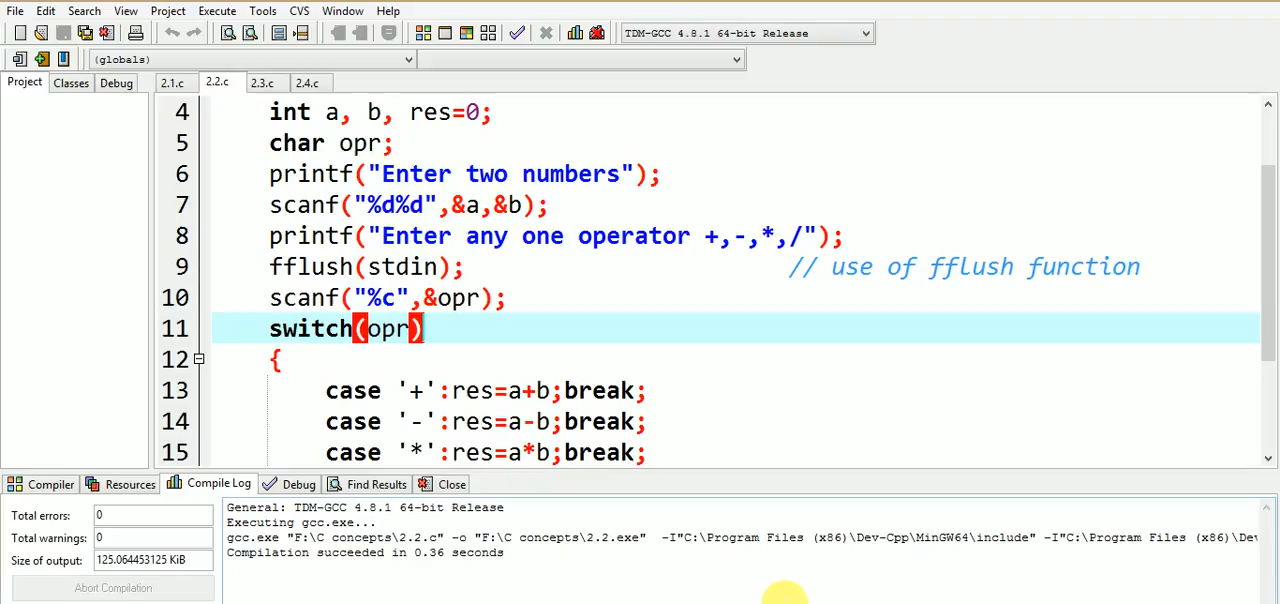 File Edit Search View Project Execute Tools CVS Window Help
TDM-GCC 4.8.1 64-bit Release
(globals)
Project Classes Debug 2.1.c 2.2.c 2.3.c 2.4.c
4 int a, b, res=0;
5 char opr;
6 printf("Enter two numbers");
7 scanf("%d%d",&a,&b);
8 printf("Enter any one operator +,-,*,/");
9 fflush(stdin); // use of fflush function
10 scanf("%c",&opr);
11 switch(opr)
12 {
13 case '+':res=a+b;break;
14 case '-':res=a-b;break;
15 case '*':res=a*b;break;
Compiler Resources Compile Log Debug Find Results Close
Total errors: 0
Total warnings: 0
Size of output: 125.064453125 KiB
Abort Compilation
General: TDM-GCC 4.8.1 64-bit Release
Executing gcc.exe...
gcc.exe "F:\C concepts\2.2.c" -o "F:\C concepts\2.2.exe" -I"C:\Program Files (x86)\Dev-Cpp\MinGW64\include" -I"C:\Program Files (x86)\Dev
Compilation succeeded in 0.36 seconds